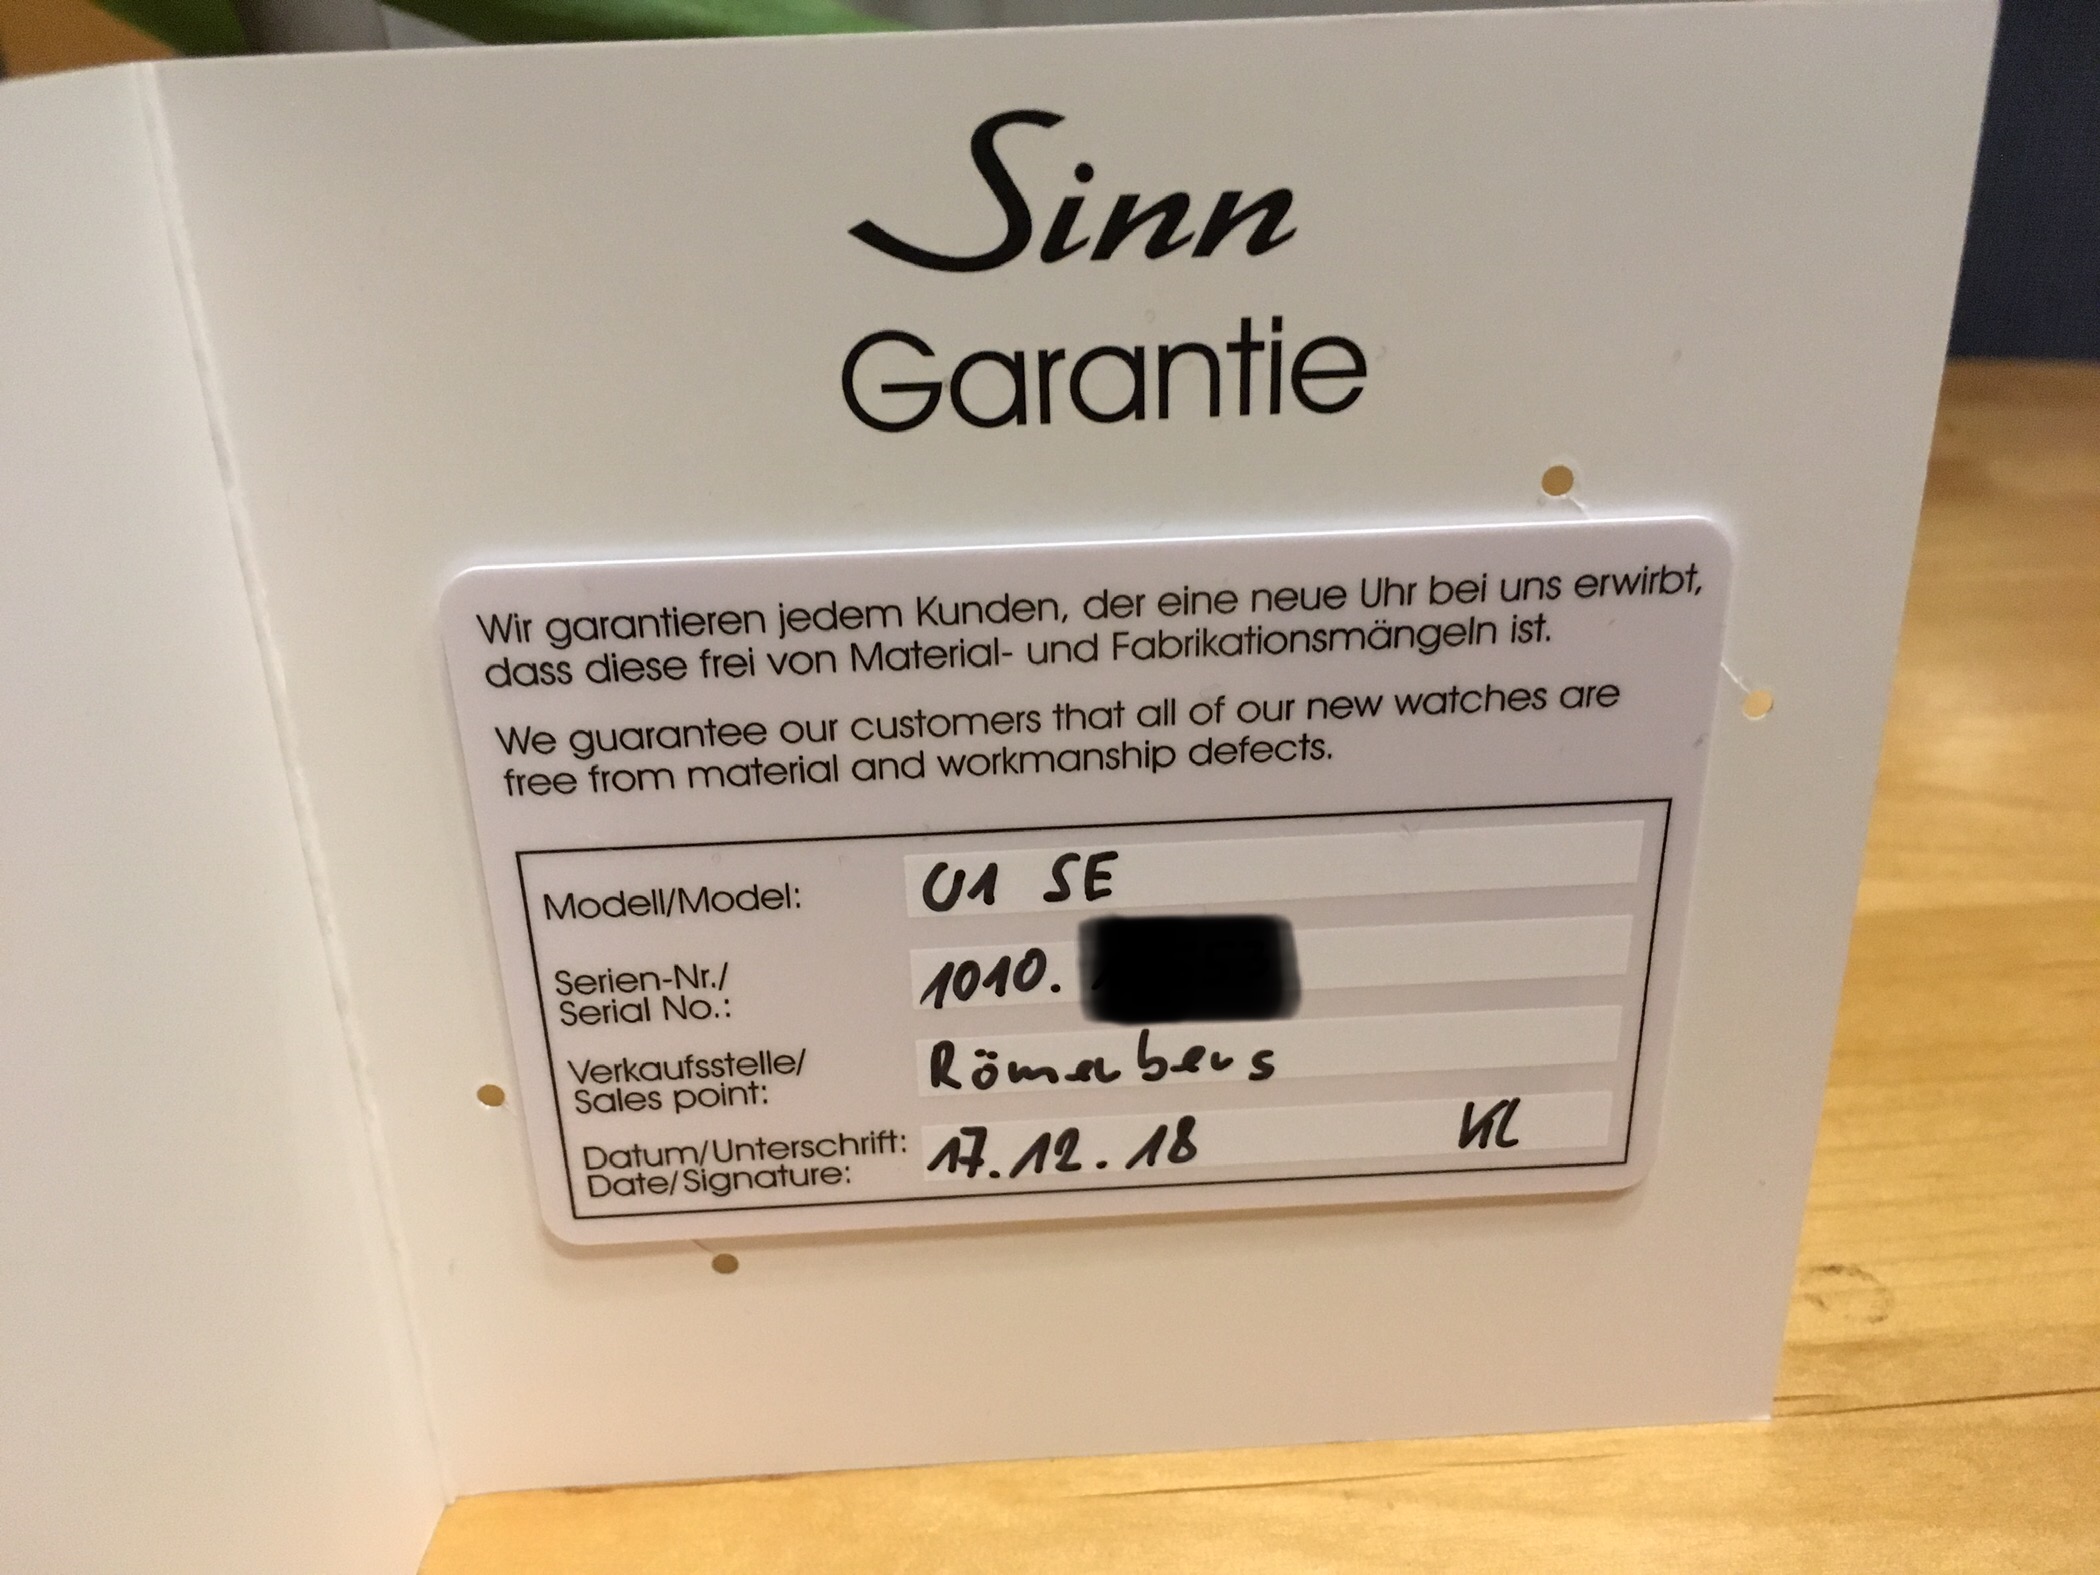 Sinn
Garantie
Wir garantieren jedem Kunden, der eine neue Uhr bei uns erwirbt,
dass diese frei von Material- und Fabrikationsmängeln ist.
We guarantee our customers that all of our new watches are
free from material and workmanship defects.
Modell/Model: U1 SE
Serien-Nr./
Serial No.: 1010.
Verkaufsstelle/
Sales point: Römerberg
Datum/Unterschrift:
Date/Signature: 17.12.18 KL